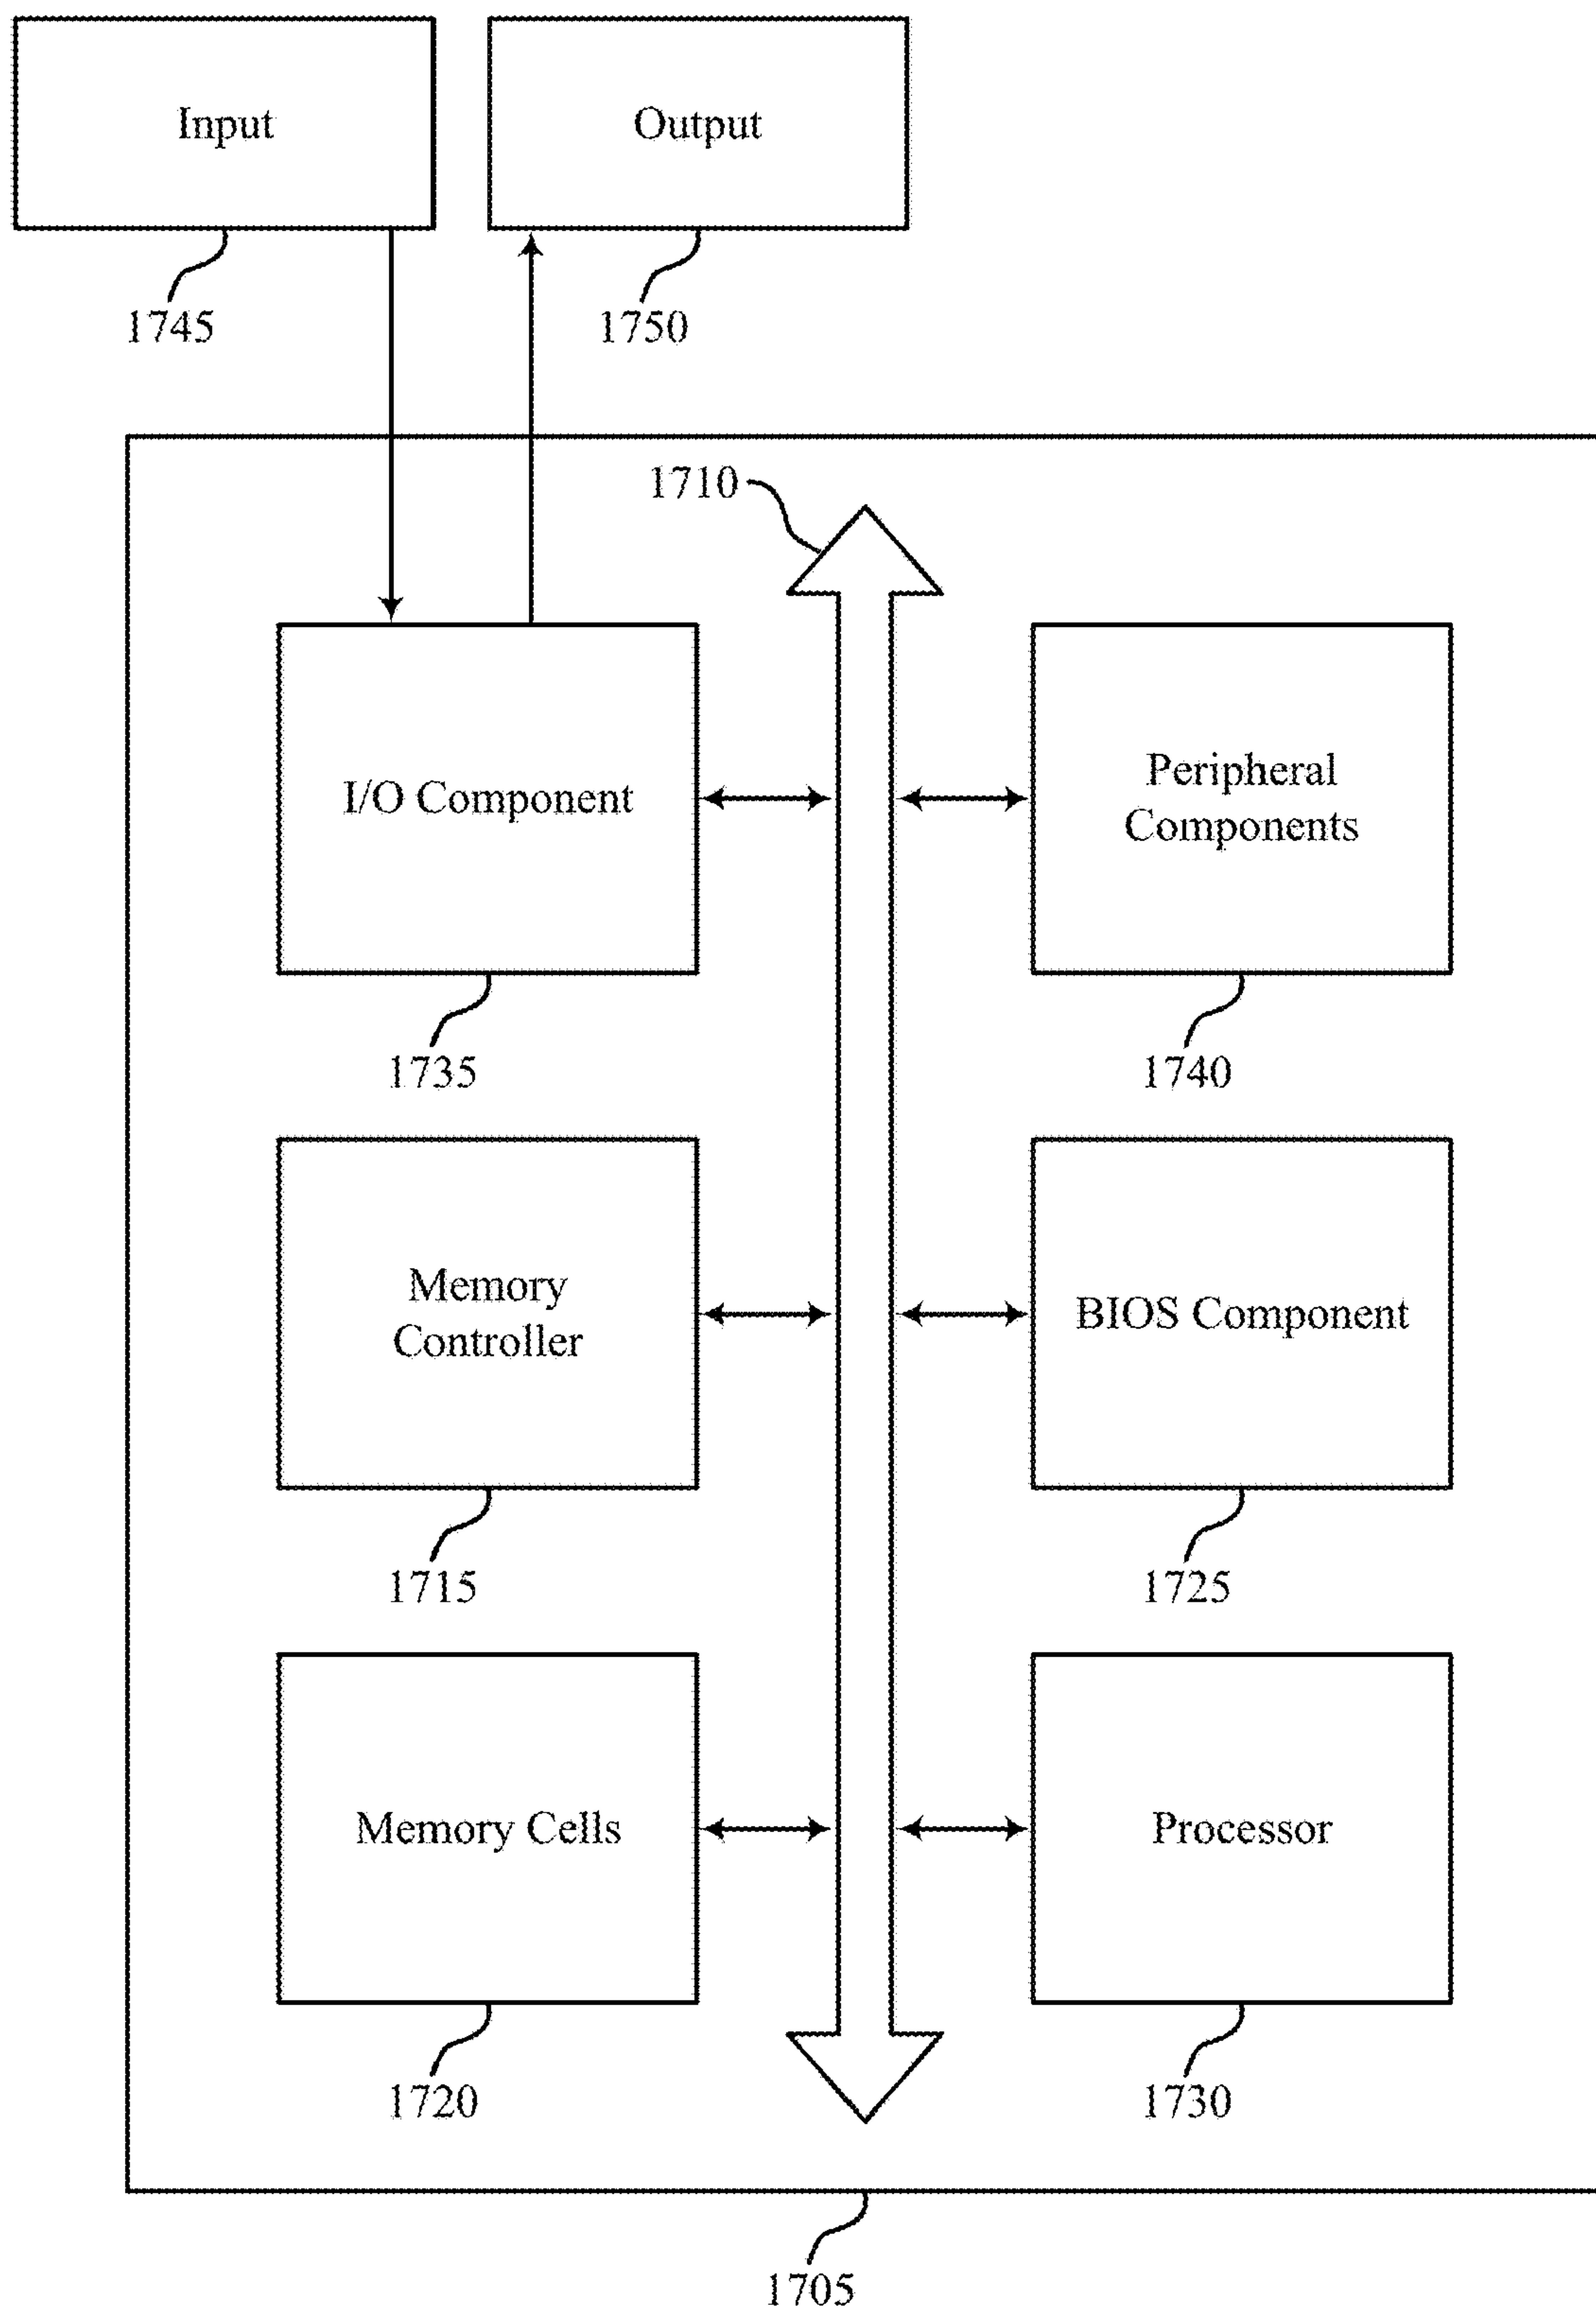 Input
Output
1745
1750
1710
I/O Component
Peripheral
Components
1735
1740
Memory
Controller
BIOS Component
1715
1725
Memory Cells
Processor
1720
1730
1705